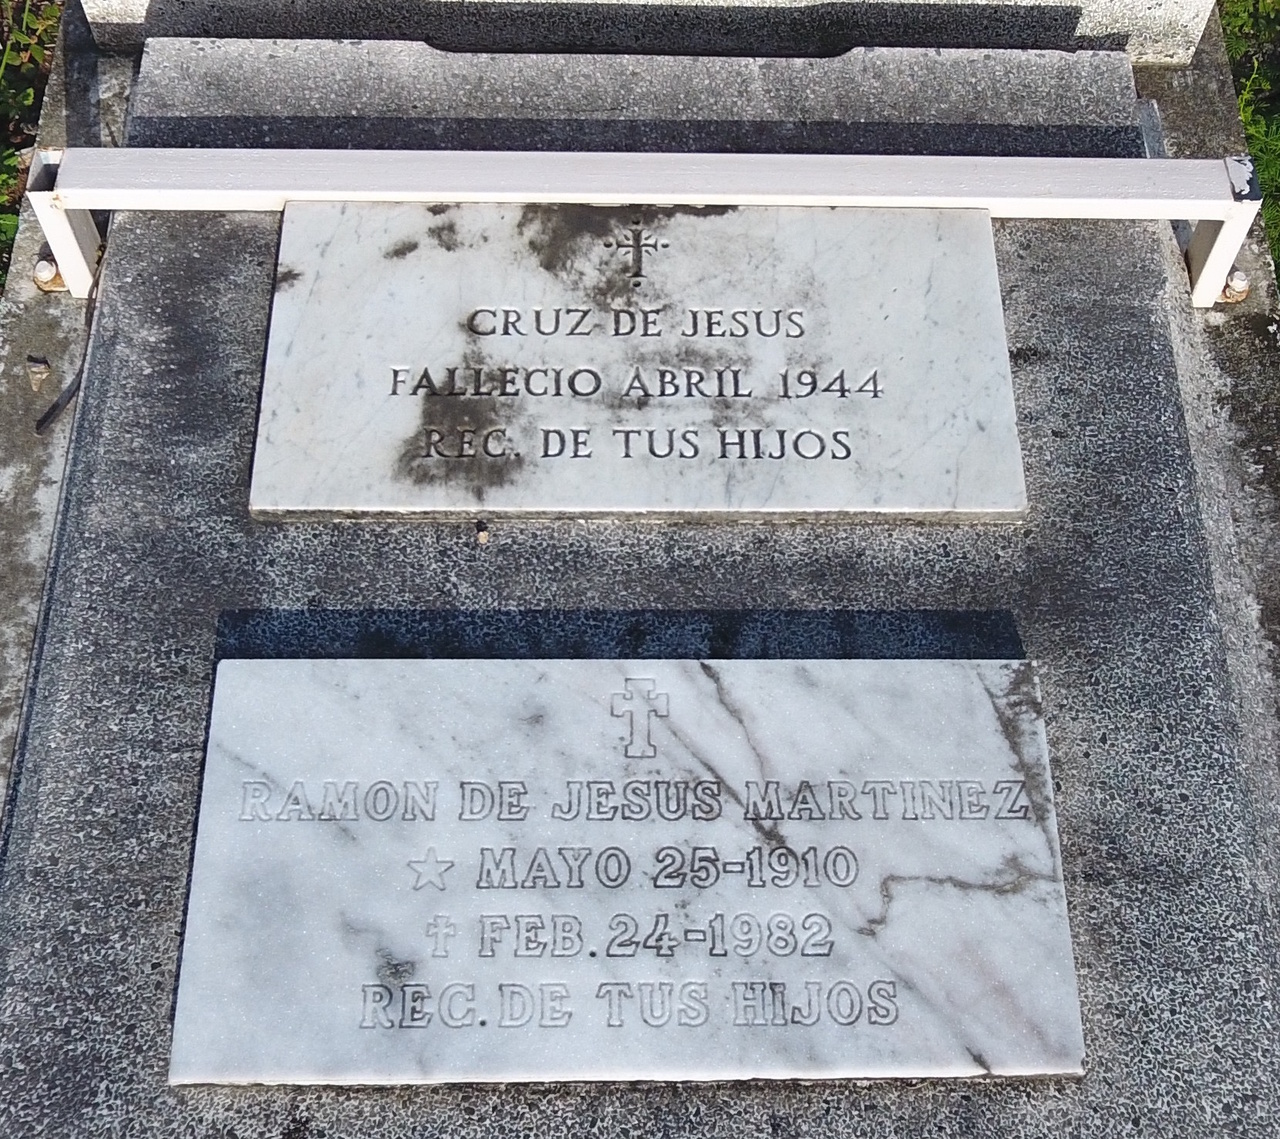 CRUZ DE JESUS
FALLECIO ABRIL 1944
REC. DE TUS HIJOS
RAMON DE JESUS MARTINEZ
☆ MAYO 25-1910
✝ FEB. 24-1982
REC. DE TUS HIJOS